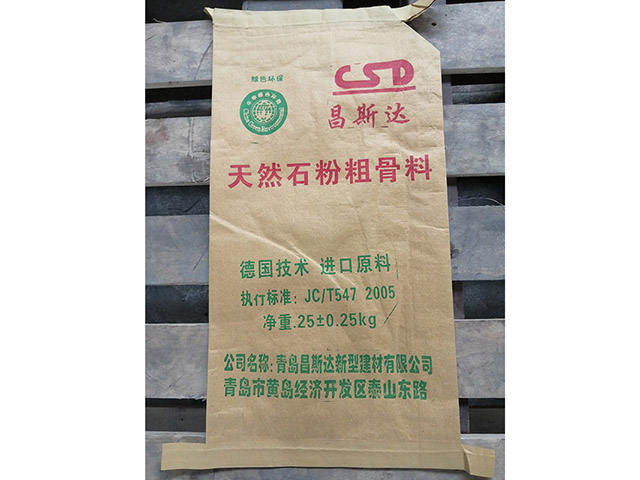 绿色环保
CSD
China Green Environmental
昌斯达
天然石粉粗骨料
德国技术 进口原料
执行标准: JC/T547 2005
净重.25±0.25kg
公司名称:青岛昌斯达新型建材有限公司
青岛市黄岛经济开发区泰山东路